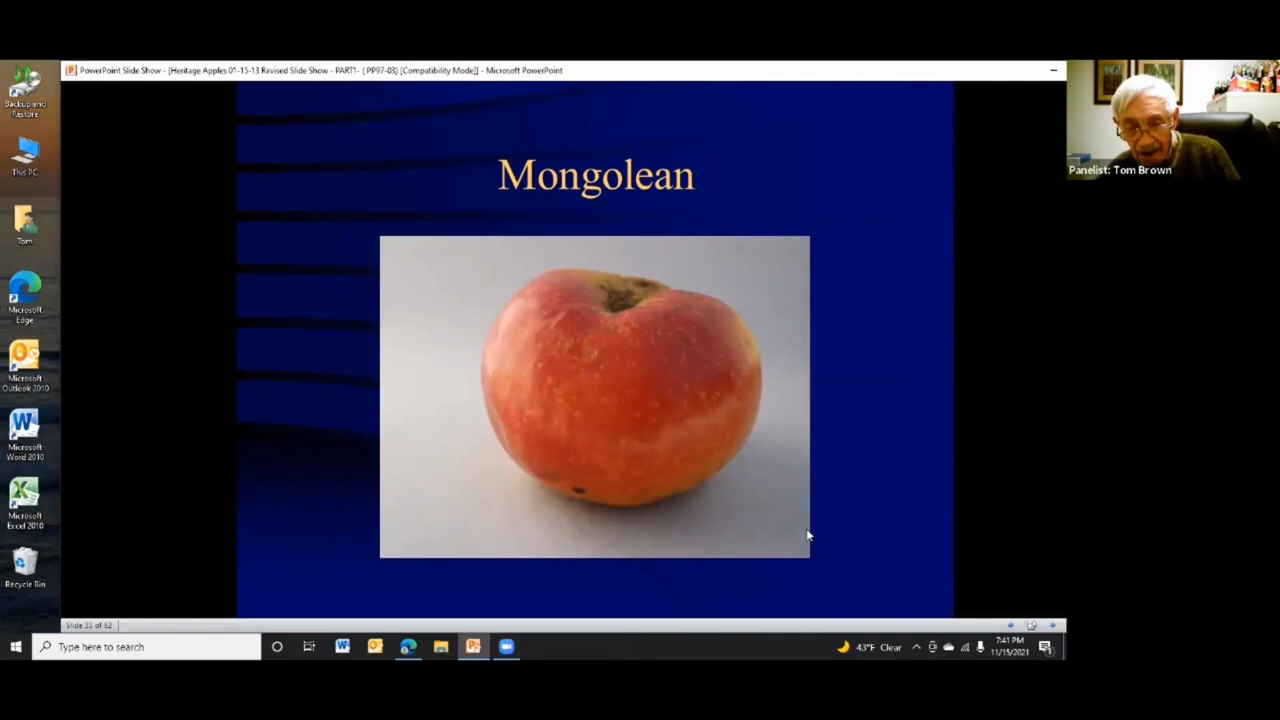 PowerPoint Slide Show - [Heritage Apples 01-15-13 Revised Slide Show - PART1- ( PP97-03) [Compatibility Mode]] - Microsoft PowerPoint
Backup and
Restore
This PC
Tom
Microsoft
Edge
Microsoft
Outlook 2010
Microsoft
Word 2010
Microsoft
Excel 2010
Recycle Bin
Mongolean
Panelist: Tom Brown
Slide 35 of 62
Type here to search
43°F Clear
7:41 PM
11/15/2021